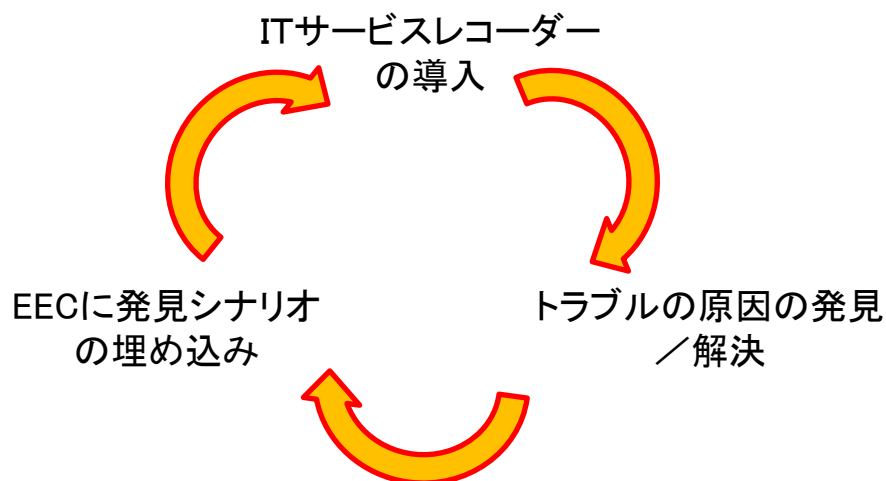 ITサービスレコーダー
の導入
EECに発見シナリオ
の埋め込み
トラブルの原因の発見
／解決